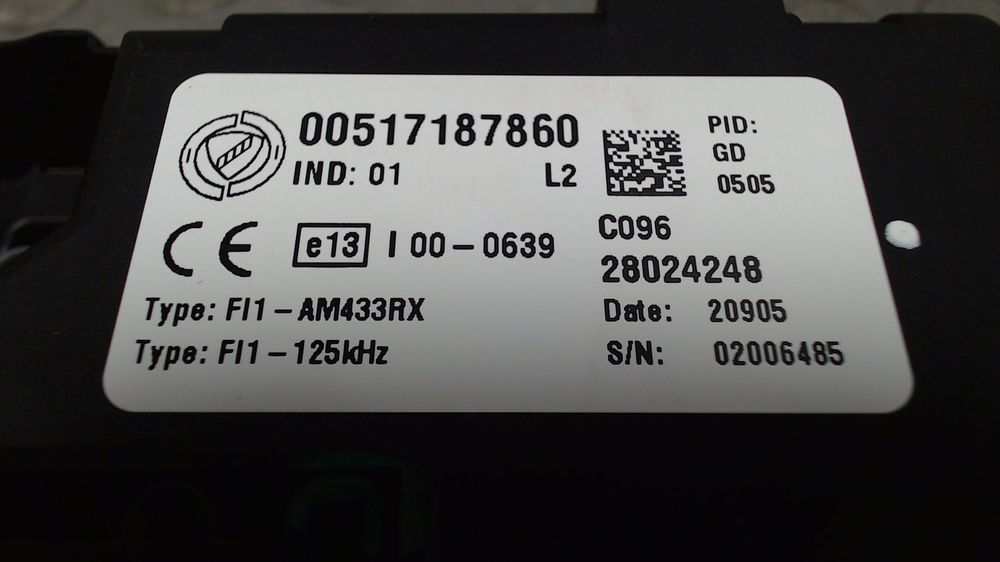 00517187860
IND: 01 L2
PID:
GD
0505
CE e13 I 00-0639
C096
28024248
Type: FI1-AM433RX
Date: 20905
Type: FI1-125kHz
S/N: 02006485